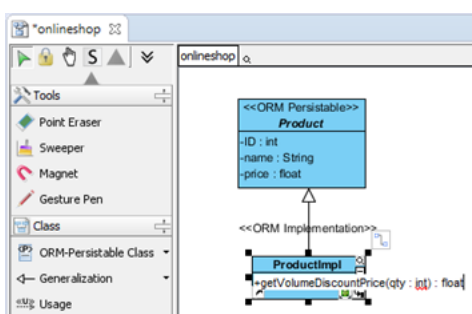 *onlineshop
S
Tools
Point Eraser
Sweeper
Magnet
Gesture Pen
Class
ORM-Persistable Class
Generalization
Usage
onlineshop
<<ORM Persistable>>
Product
-ID : int
-name : String
-price : float
<<ORM Implementation>>
ProductImpl
+getVolumeDiscountPrice(qty : int) : float